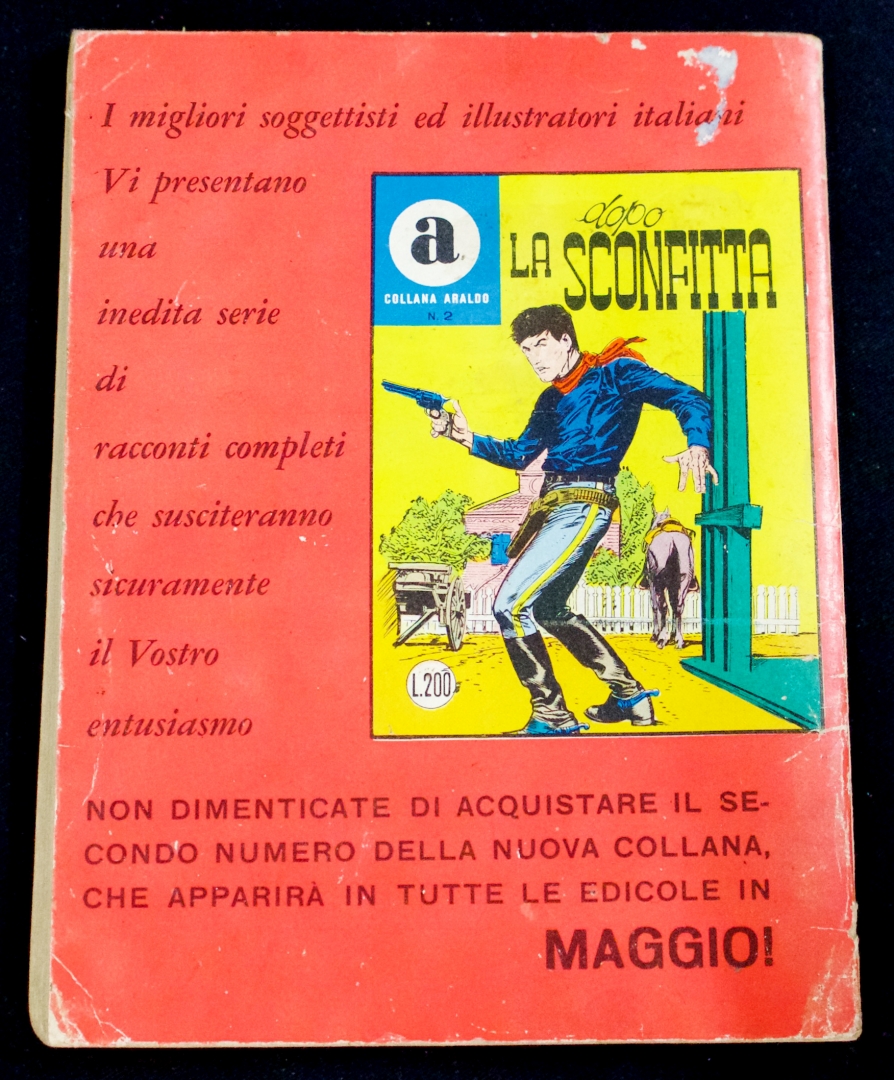 I migliori soggettisti ed illustratori italiani
Vi presentano
una
inedita serie
di
racconti completi
che susciteranno
sicuramente
il Vostro
entusiasmo
a
COLLANA ARALDO
N. 2
dopo
LA SCONFITTA
L.200
NON DIMENTICATE DI ACQUISTARE IL SE-
CONDO NUMERO DELLA NUOVA COLLANA,
CHE APPARIRÀ IN TUTTE LE EDICOLE IN
MAGGIO!